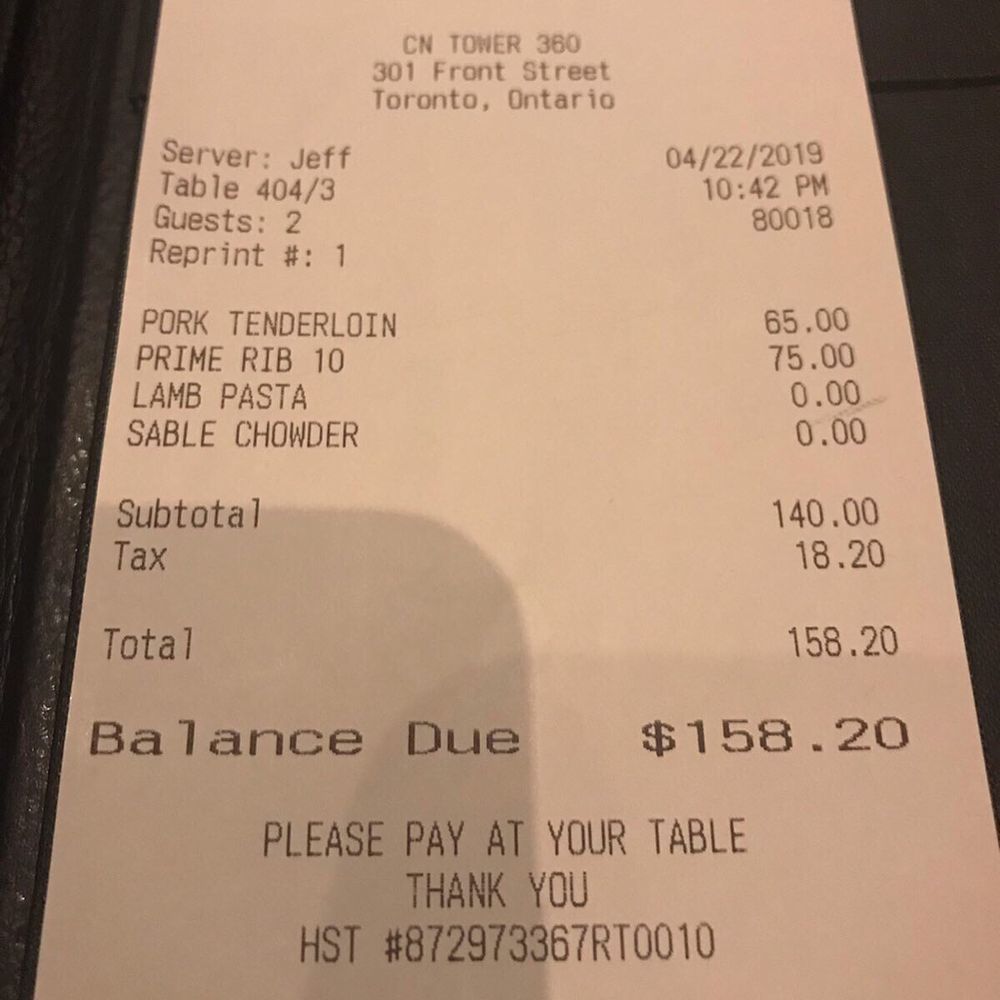 CN TOWER 360
301 Front Street
Toronto, Ontario
Server: Jeff 04/22/2019
Table 404/3 10:42 PM
Guests: 2 80018
Reprint #: 1
PORK TENDERLOIN 65.00
PRIME RIB 10 75.00
LAMB PASTA 0.00
SABLE CHOWDER 0.00
Subtotal 140.00
Tax 18.20
Total 158.20
Balance Due $158.20
PLEASE PAY AT YOUR TABLE
THANK YOU
HST #872973367RT0010